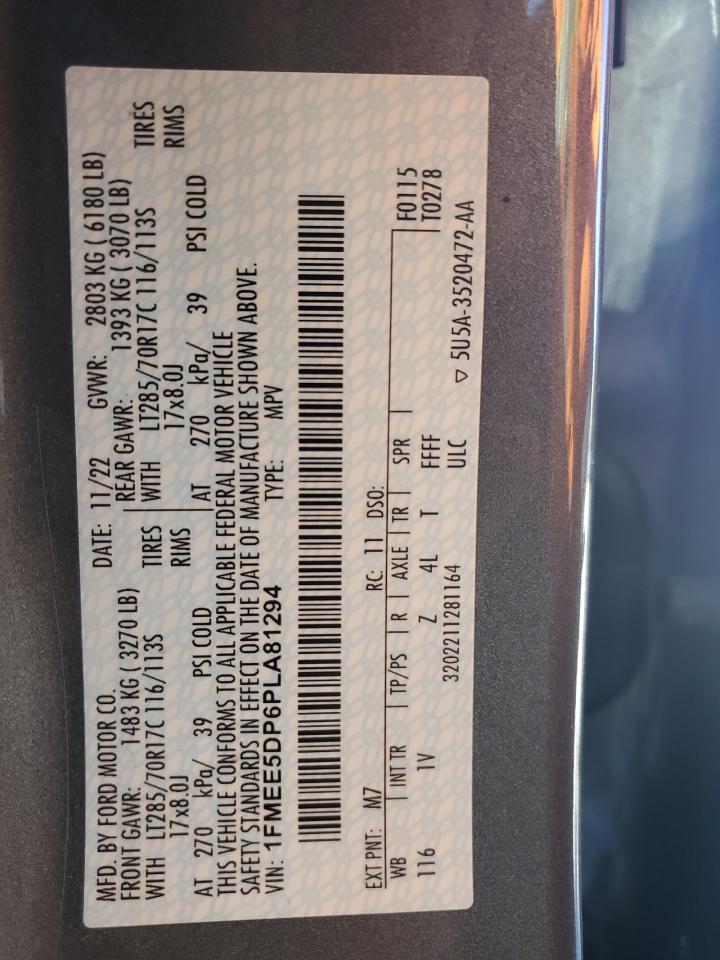 MFD. BY FORD MOTOR CO. DATE: 11/22 GVWR: 2803 KG ( 6180 LB)
FRONT GAWR: 1483 KG ( 3270 LB) REAR GAWR: 1393 KG ( 3070 LB)
WITH LT285/70R17C 116/113S TIRES WITH LT285/70R17C 116/113S TIRES
17x8.0J RIMS 17x8.0J RIMS
AT 270 kPa/ 39 PSI COLD AT 270 kPa/ 39 PSI COLD
THIS VEHICLE CONFORMS TO ALL APPLICABLE FEDERAL MOTOR VEHICLE
SAFETY STANDARDS IN EFFECT ON THE DATE OF MANUFACTURE SHOWN ABOVE.
VIN: 1FMEE5DP6PLA81294 TYPE: MPV
EXT PNT: M7 RC: 11 DSO: F0115
WB INT TR TP/PS R AXLE TR SPR T0278
116 1V Z 4L T FFFF
3202211281164 ULC ▽ 5U5A-3520472-AA